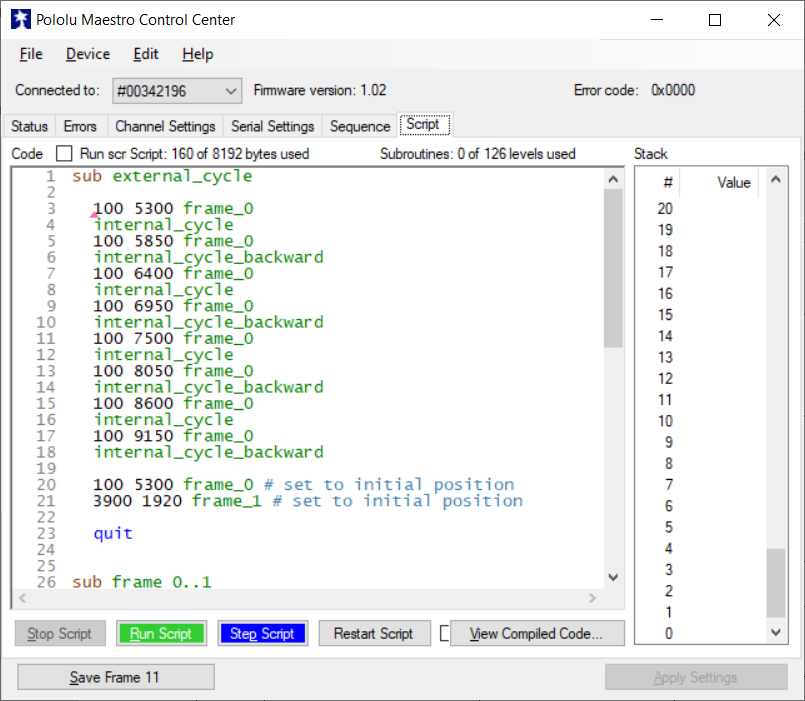 Pololu Maestro Control Center
File Device Edit Help
Connected to: #00342196 Firmware version: 1.02 Error code: 0x0000
Status Errors Channel Settings Serial Settings Sequence Script
Code Run scr Script: 160 of 8192 bytes used Subroutines: 0 of 126 levels used Stack
1 sub external_cycle
2
3 100 5300 frame_0
4 internal_cycle
5 100 5850 frame_0
6 internal_cycle_backward
7 100 6400 frame_0
8 internal_cycle
9 100 6950 frame_0
10 internal_cycle_backward
11 100 7500 frame_0
12 internal_cycle
13 100 8050 frame_0
14 internal_cycle_backward
15 100 8600 frame_0
16 internal_cycle
17 100 9150 frame_0
18 internal_cycle_backward
19
20 100 5300 frame_0 # set to initial position
21 3900 1920 frame_1 # set to initial position
22
23 quit
24
25
26 sub frame_0..1
# Value
20
19
18
17
16
15
14
13
12
11
10
9
8
7
6
5
4
3
2
1
0
Stop Script Run Script Step Script Restart Script View Compiled Code...
Save Frame 11 Apply Settings